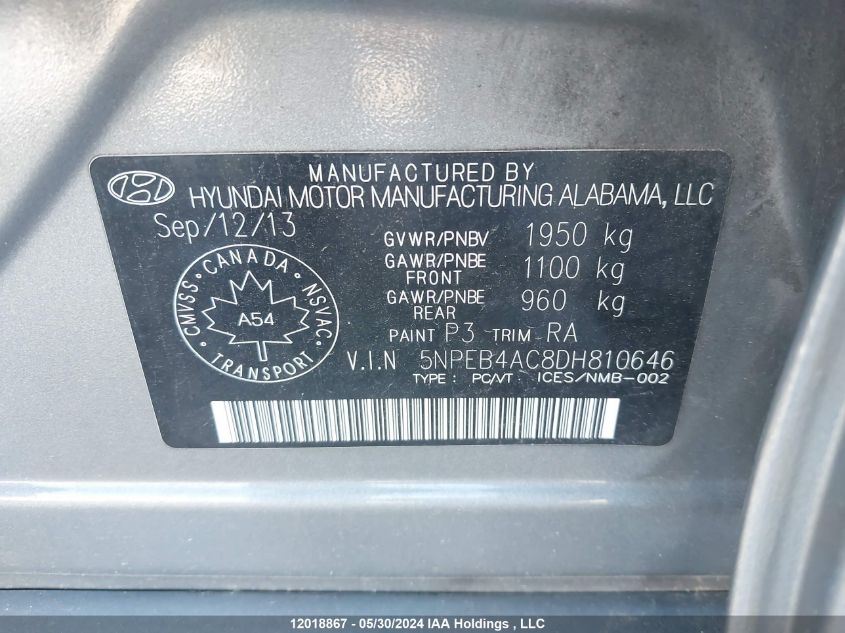 MANUFACTURED BY
HYUNDAI MOTOR MANUFACTURING ALABAMA, LLC
Sep/12/13
GVWR/PNBV 1950 kg
GAWR/PNBE FRONT 1100 kg
GAWR/PNBE REAR 960 kg
PAINT P3 TRIM RA
V.I.N 5NPEB4AC8DH810646
TYPE : PC/VT ICES/NMB-002
CANADA
CMVSS A54 NSVAC
TRANSPORT
12018867 - 05/30/2024 IAA Holdings , LLC